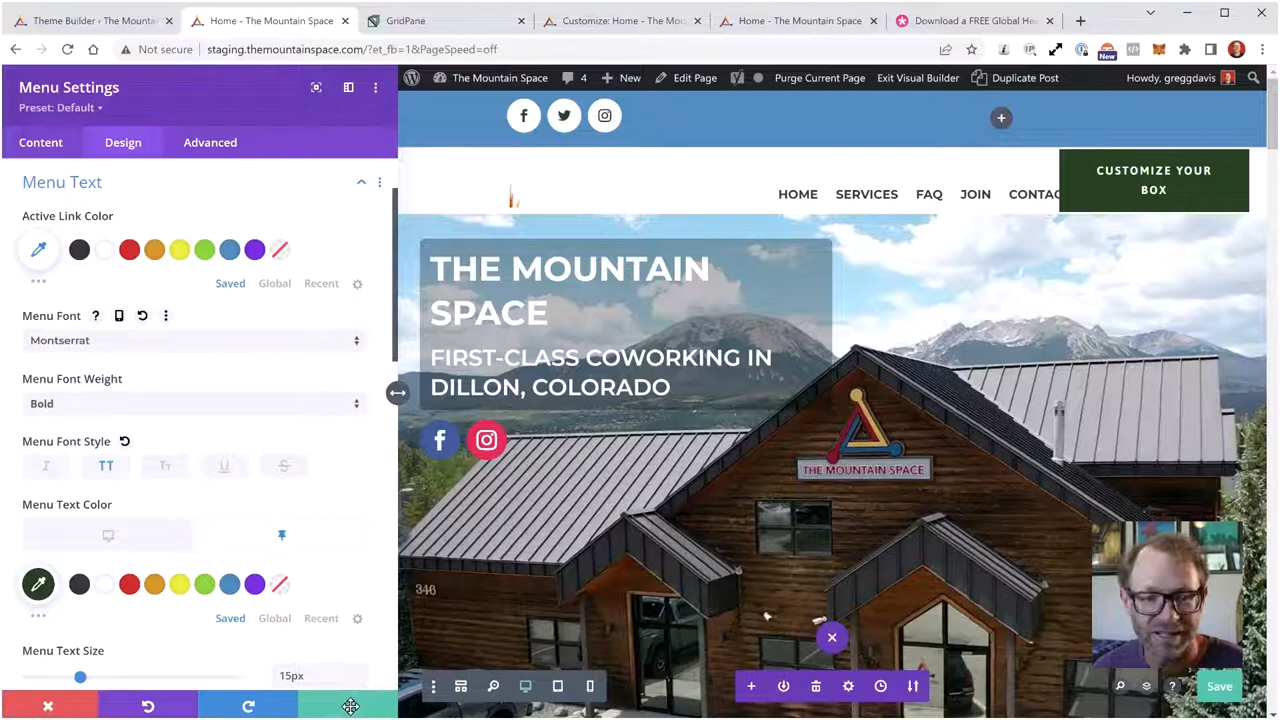 Theme Builder ‹ The Mounta
Home - The Mountain Space
GridPane
Customize: Home - The Mou
Home - The Mountain Space
Download a FREE Global He
Not secure
staging.themountainspace.com/?et_fb=1&PageSpeed=off
New
Menu Settings
Preset: Default
The Mountain Space
4
New
Edit Page
Purge Current Page
Exit Visual Builder
Duplicate Post
Howdy, greggdavis
Content
Design
Advanced
CUSTOMIZE YOUR
BOX
HOME
SERVICES
FAQ
JOIN
CONTAC
Menu Text
Active Link Color
Saved
Global
Recent
Menu Font
Montserrat
Menu Font Weight
Bold
Menu Font Style
TT
Tt
U
S
Menu Text Color
Saved
Global
Recent
Menu Text Size
15px
THE MOUNTAIN
SPACE
FIRST-CLASS COWORKING IN
DILLON, COLORADO
THE MOUNTAIN SPACE
346
Save